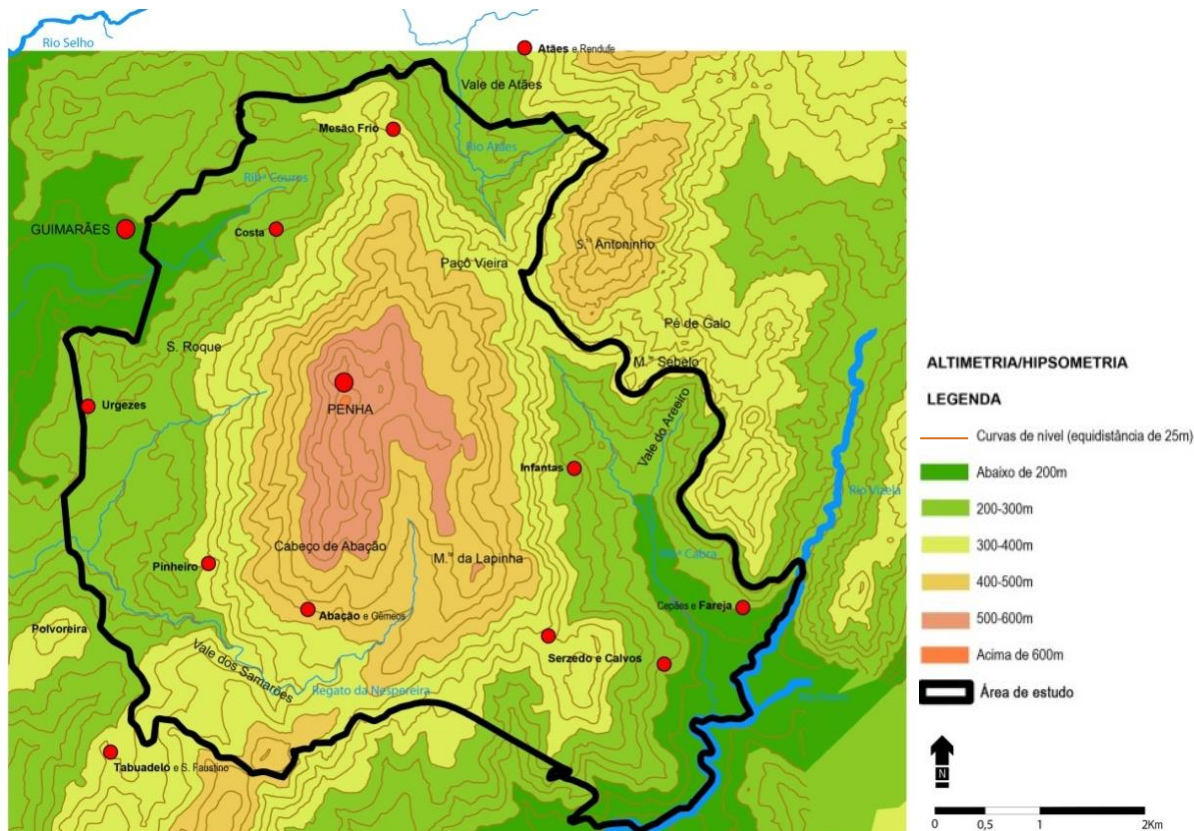 Rio Selho
Atães e Rendufe
Vale de Atães
Mesão Frio
Rio Atães
Ribª Couros
GUIMARÃES
Costa
S.ᵗᵒ Antoninho
Paçô Vieira
Pé de Galo
S. Roque
M.ᵗᵉ Sebelo
PENHA
Urgezes
Vale do Areeiro
Infantas
Rio Vizela
Cabeço de Abação
M.ᵗᵉ da Lapinha
Ribª Cabra
Pinheiro
Cepães e Fareja
Abação e Gémeos
Polvoreira
Serzedo e Calvos
Vale dos Samarões
Regato da Nespereira
Tabuadelo e S. Faustino
ALTIMETRIA/HIPSOMETRIA
LEGENDA
Curvas de nível (equidistância de 25m)
Abaixo de 200m
200-300m
300-400m
400-500m
500-600m
Acima de 600m
Área de estudo
N
0 0,5 1 2Km